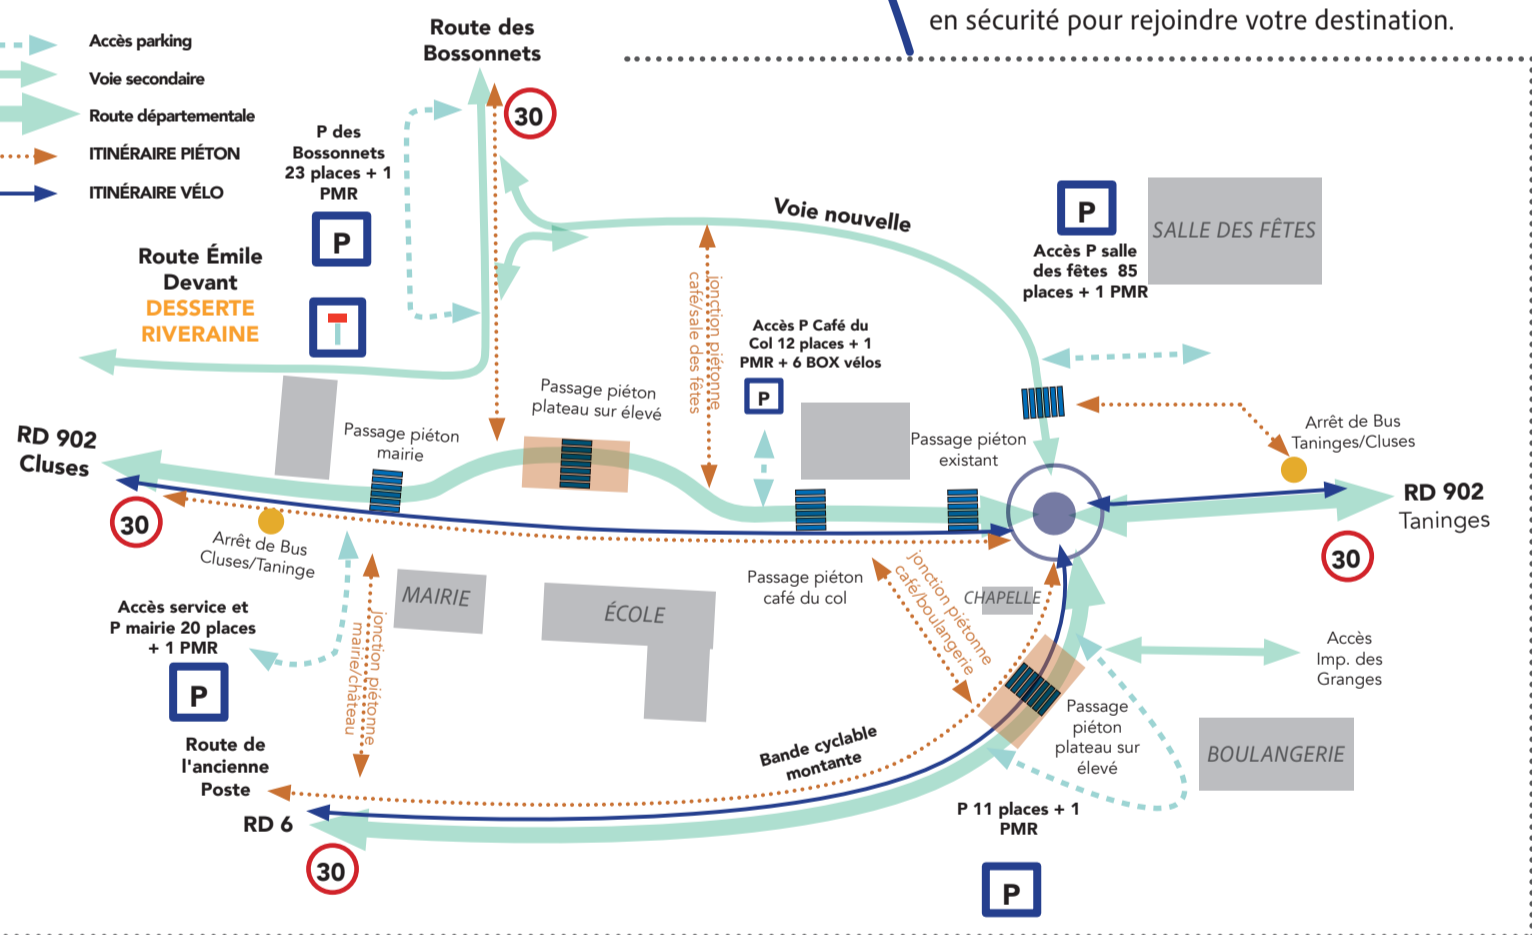 en sécurité pour rejoindre votre destination.
Accès parking
Voie secondaire
Route départementale
ITINÉRAIRE PIÉTON
ITINÉRAIRE VÉLO
Route des
Bossonnets
30
P des
Bossonnets
23 places + 1
PMR
P
Route Émile
Devant
DESSERTE
RIVERAINE
Voie nouvelle
P
SALLE DES FÊTES
Accès P salle
des fêtes 85
places + 1 PMR
jonction piétonne
café/sale des fêtes
Accès P Café du
Col 12 places + 1
PMR + 6 BOX vélos
P
Passage piéton
plateau sur élevé
Passage piéton
mairie
Passage piéton
existant
Arrêt de Bus
Taninges/Cluses
RD 902
Cluses
30
RD 902
Taninges
30
Arrêt de Bus
Cluses/Taninge
Accès service et
P mairie 20 places
+ 1 PMR
P
jonction piétonne
mairie/château
MAIRIE
ÉCOLE
Passage piéton
café du col
jonction piétonne
café/boulangerie
CHAPELLE
Accès
Imp. des
Granges
Passage
piéton
plateau sur
élevé
BOULANGERIE
Route de
l'ancienne
Poste
Bande cyclable
montante
RD 6
30
P 11 places + 1
PMR
P